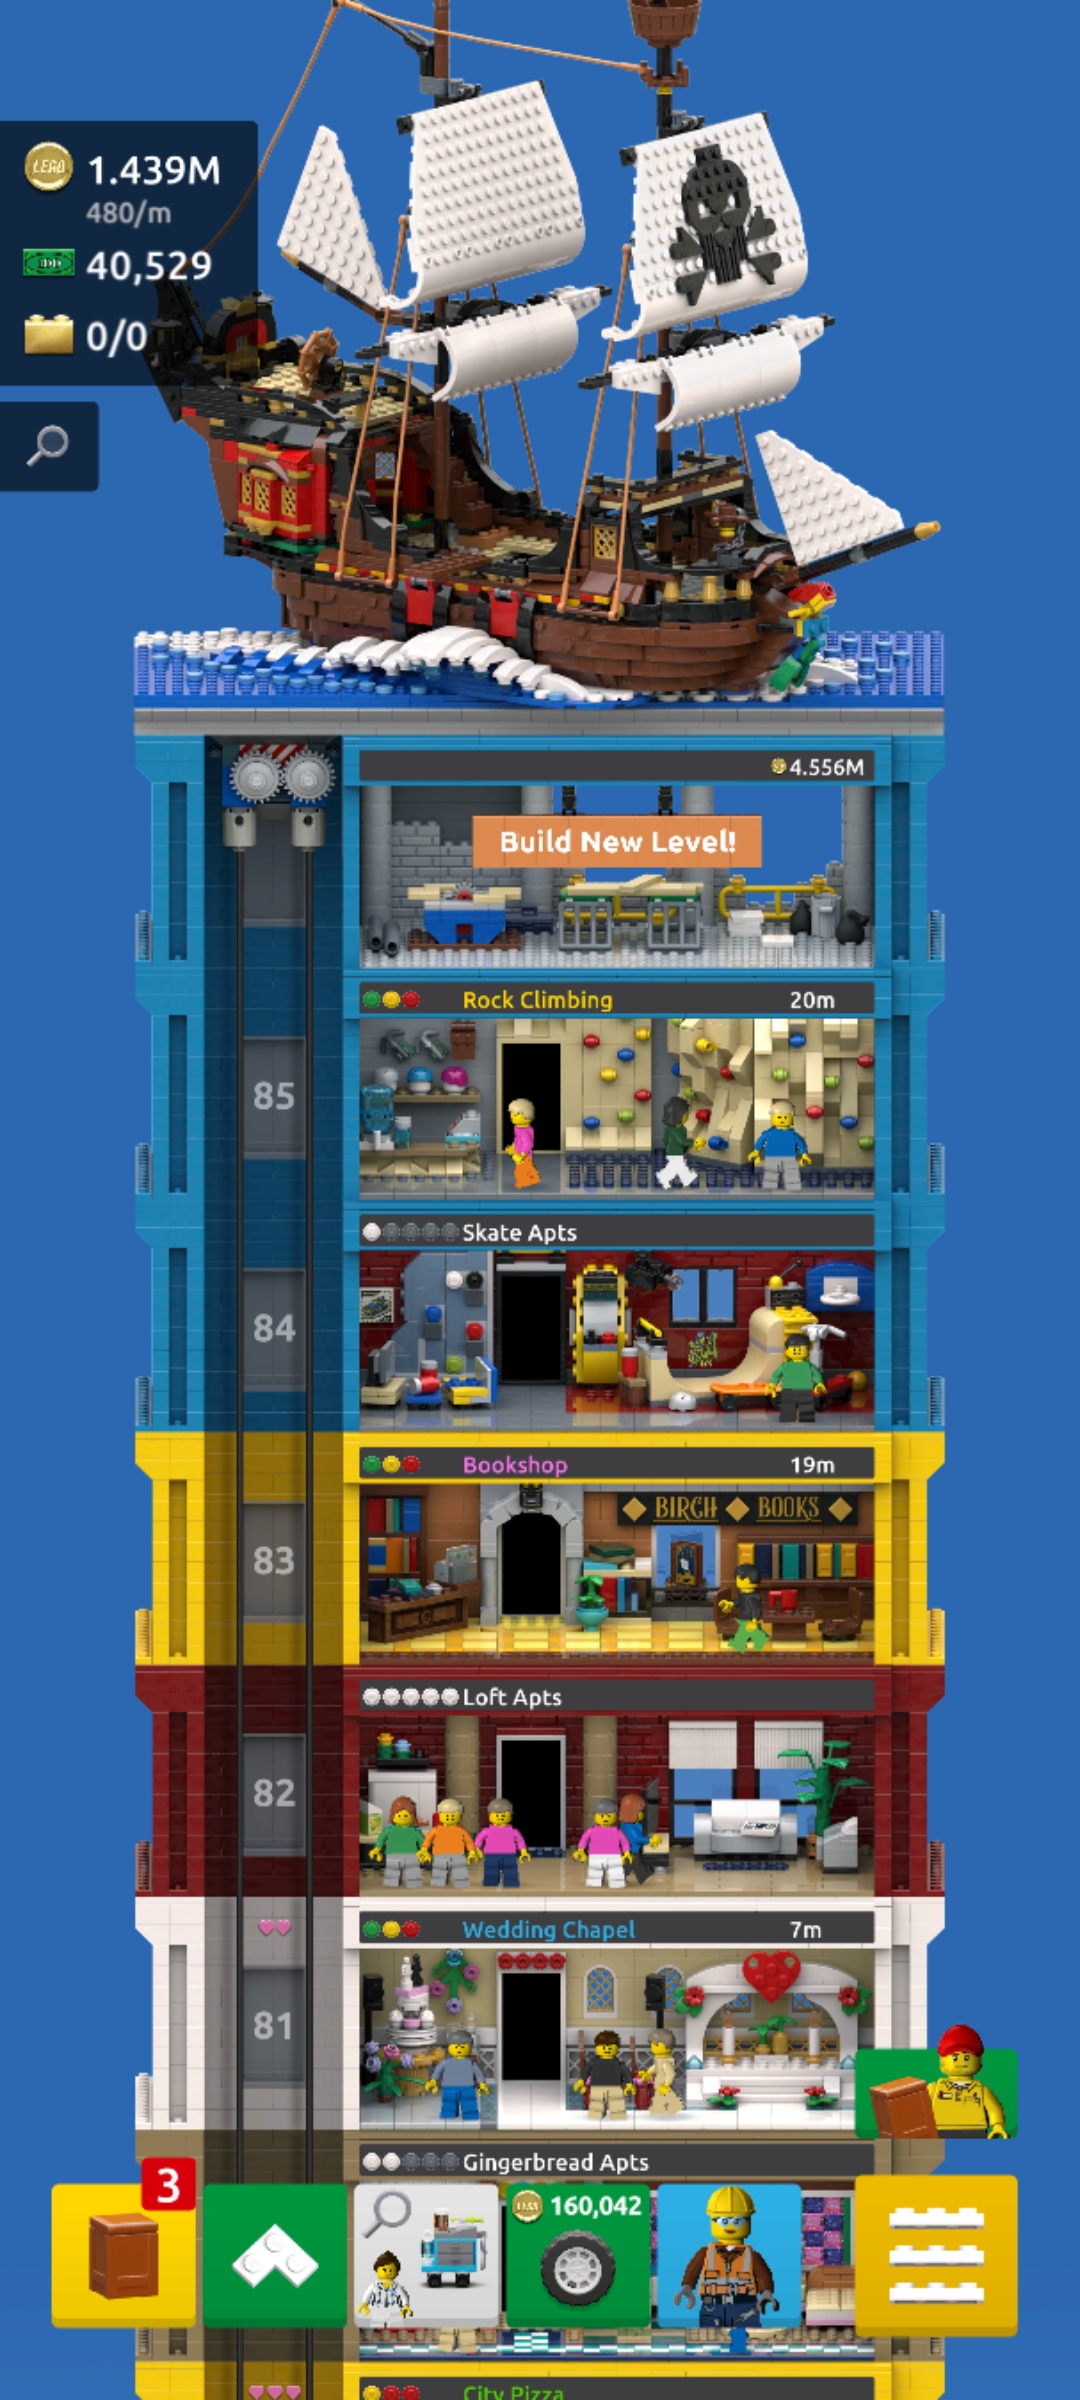 LEGO 1.439M
480/m
40,529
0/0
4.556M
Build New Level!
Rock Climbing 20m
85
Skate Apts
84
Bookshop 19m
BIRCH BOOKS
83
Loft Apts
82
Wedding Chapel 7m
81
Gingerbread Apts
3
160,042
City Pizza